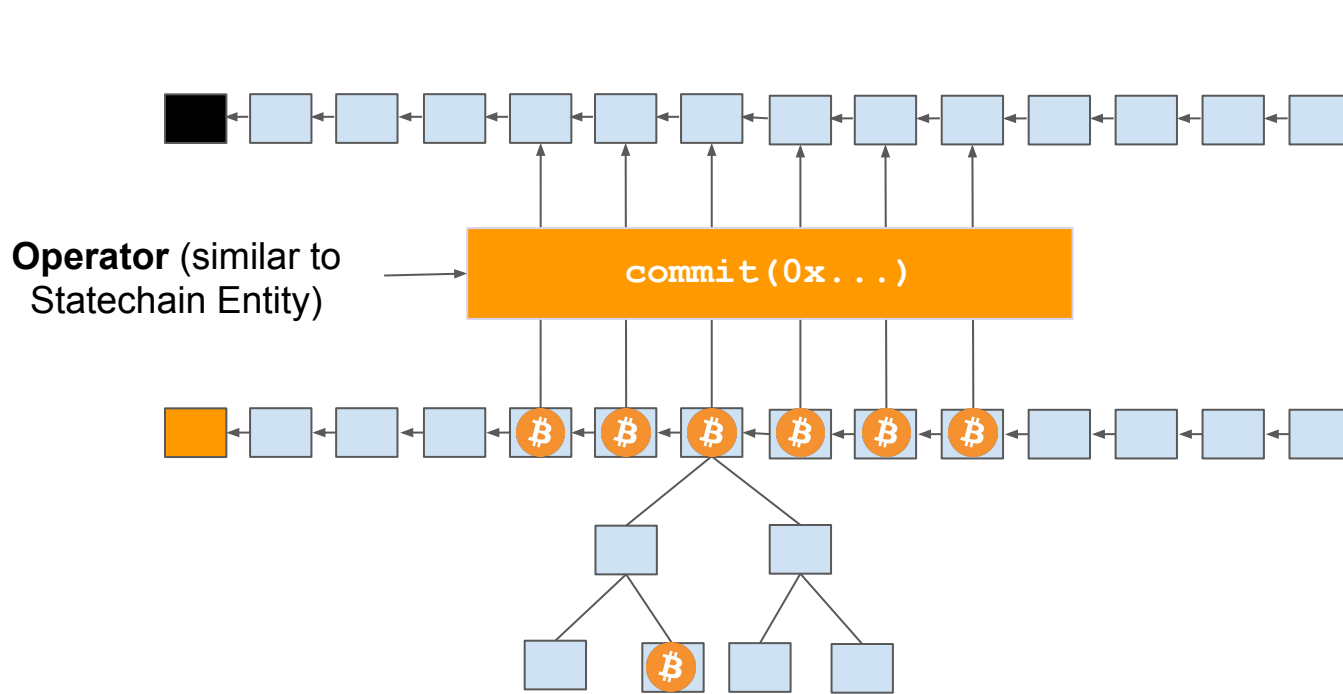 Operator (similar to
Statechain Entity)
commit(0x...)